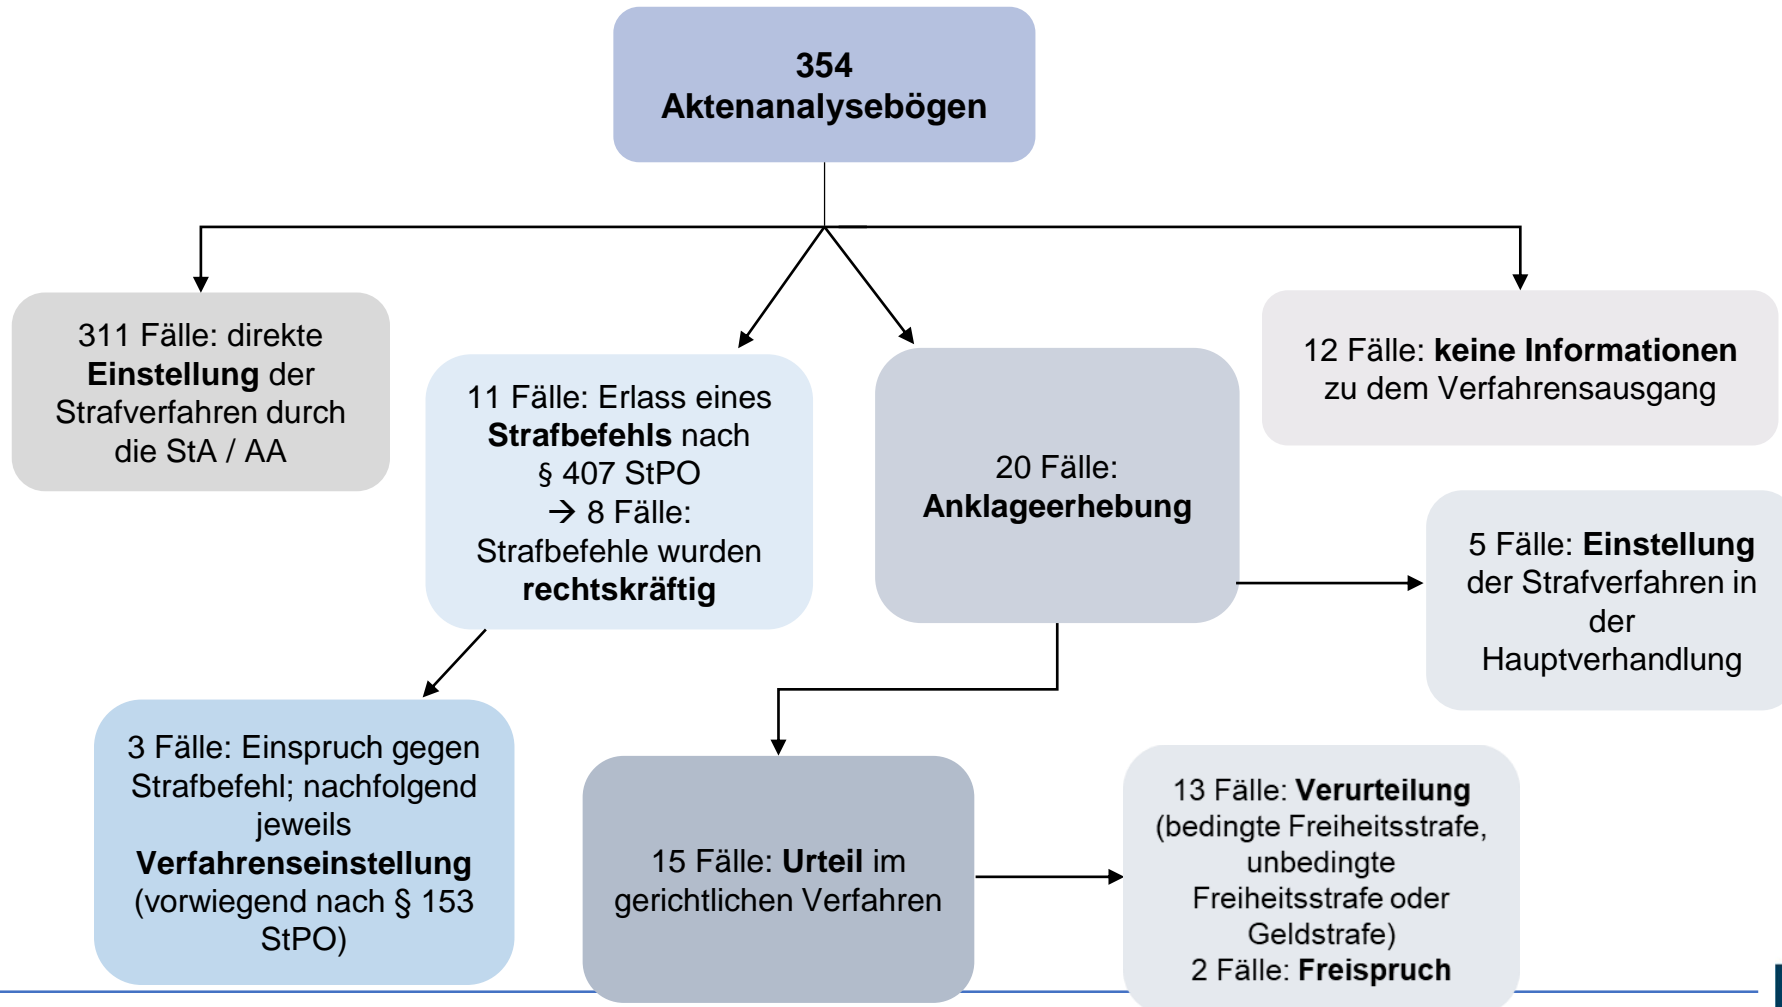 354
Aktenanalysebögen
311 Fälle: direkte
Einstellung der
Strafverfahren durch
die StA / AA
11 Fälle: Erlass eines
Strafbefehls nach
§ 407 StPO
→ 8 Fälle:
Strafbefehle wurden
rechtskräftig
20 Fälle:
Anklageerhebung
12 Fälle: keine Informationen
zu dem Verfahrensausgang
5 Fälle: Einstellung
der Strafverfahren in
der
Hauptverhandlung
3 Fälle: Einspruch gegen
Strafbefehl; nachfolgend
jeweils
Verfahrenseinstellung
(vorwiegend nach § 153
StPO)
15 Fälle: Urteil im
gerichtlichen Verfahren
13 Fälle: Verurteilung
(bedingte Freiheitsstrafe,
unbedingte
Freiheitsstrafe oder
Geldstrafe)
2 Fälle: Freispruch